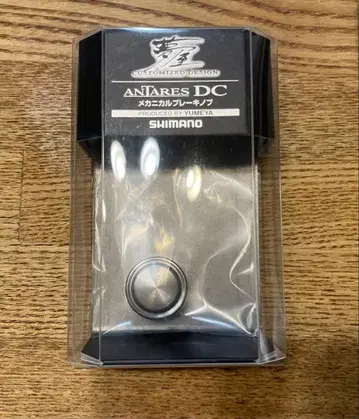 CUSTOMIZED DESIGN
ANTARES DC
メカニカルブレーキノブ
PRODUCED BY YUMEYA
SHIMANO